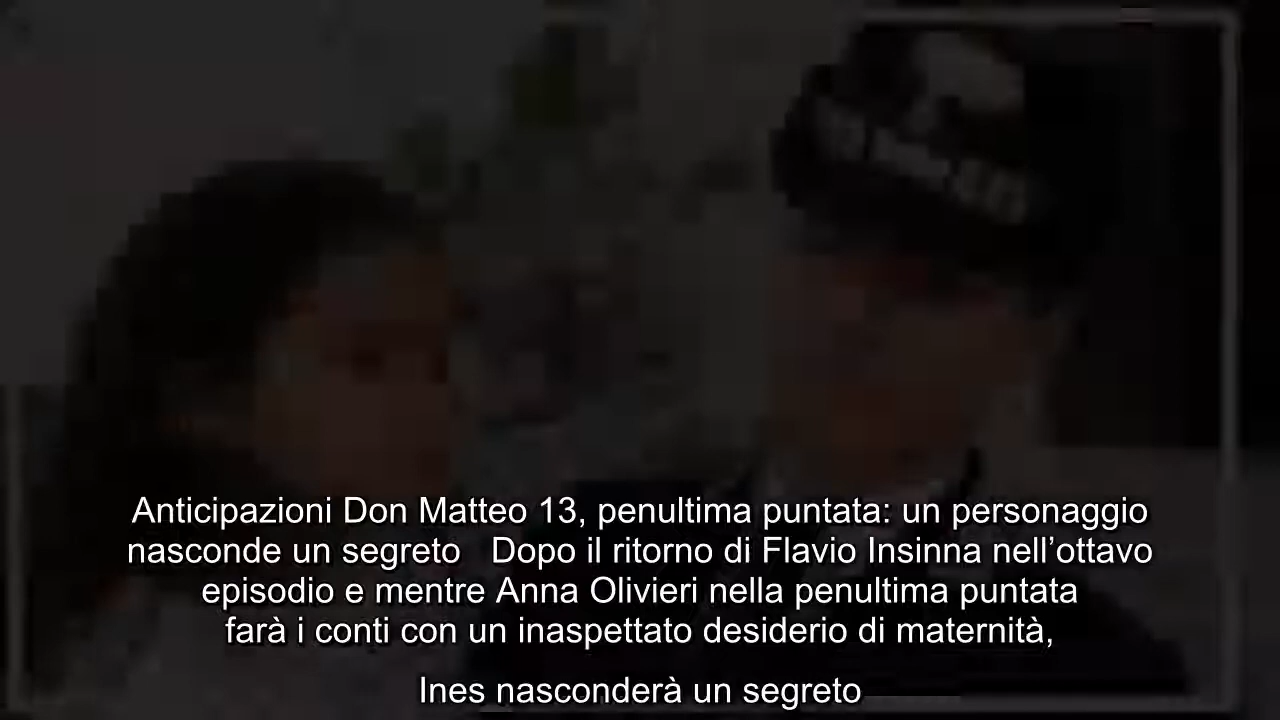 Anticipazioni Don Matteo 13, penultima puntata: un personaggio
nasconde un segreto   Dopo il ritorno di Flavio Insinna nell’ottavo
episodio e mentre Anna Olivieri nella penultima puntata
farà i conti con un inaspettato desiderio di maternità,
Ines nasconderà un segreto